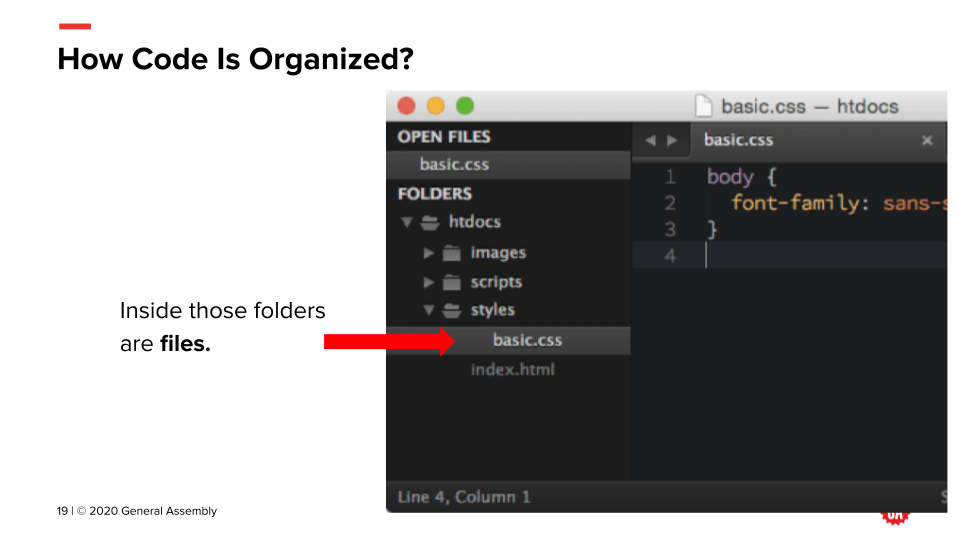 How Code Is Organized?
basic.css — htdocs
OPEN FILES
basic.css
FOLDERS
htdocs
images
scripts
styles
basic.css
index.html
basic.css ×
1 body {
2 font-family: sans-s
3 }
4
Line 4, Column 1
Inside those folders
are files.
19 | © 2020 General Assembly